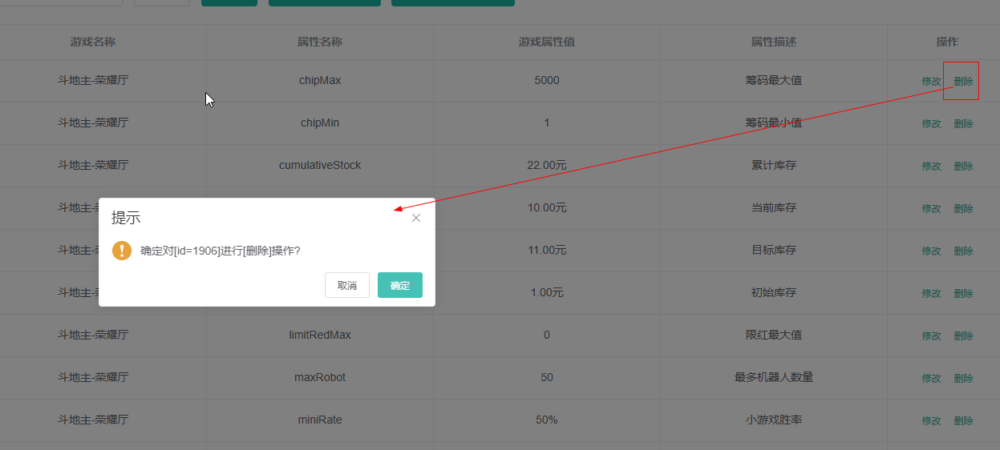 游戏名称 属性名称 游戏属性值 属性描述 操作
斗地主-荣耀厅 chipMax 5000 筹码最大值 修改 删除
斗地主-荣耀厅 chipMin 1 筹码最小值 修改 删除
斗地主-荣耀厅 cumulativeStock 22.00元 累计库存 修改 删除
斗地主- 10.00元 当前库存 修改 删除
提示
斗地主- 11.00元 目标库存 修改 删除
确定对[id=1906]进行[删除]操作?
斗地主- 1.00元 初始库存 修改 删除
取消 确定
斗地主-荣耀厅 limitRedMax 0 限红最大值 修改 删除
斗地主-荣耀厅 maxRobot 50 最多机器人数量 修改 删除
斗地主-荣耀厅 miniRate 50% 小游戏胜率 修改 删除